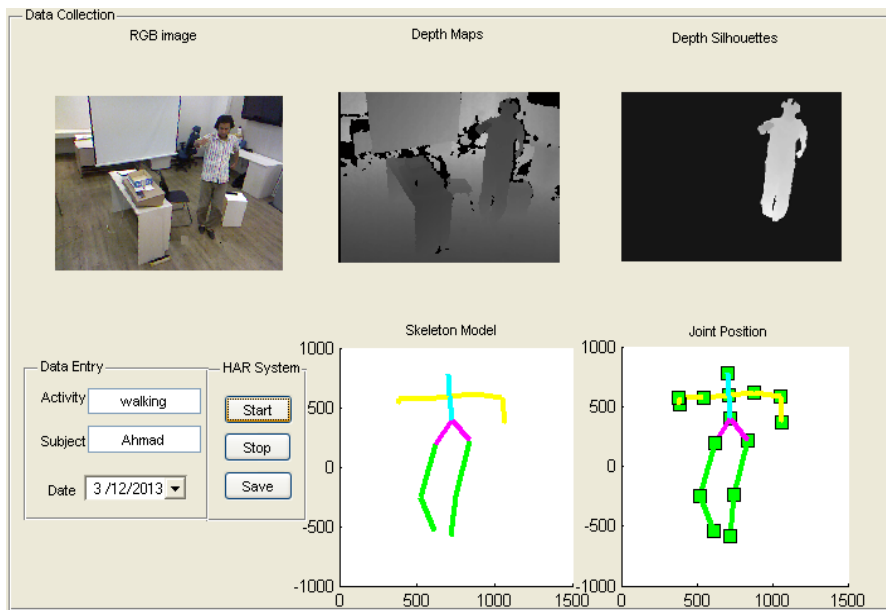 Data Collection
RGB image
Depth Maps
Depth Silhouettes
Data Entry
Activity walking
Subject Ahmad
Date 3 /12/2013
HAR System
Start
Stop
Save
Skeleton Model
1000
500
0
-500
-1000
0 500 1000 1500
Joint Position
1000
500
0
-500
-1000
0 500 1000 1500